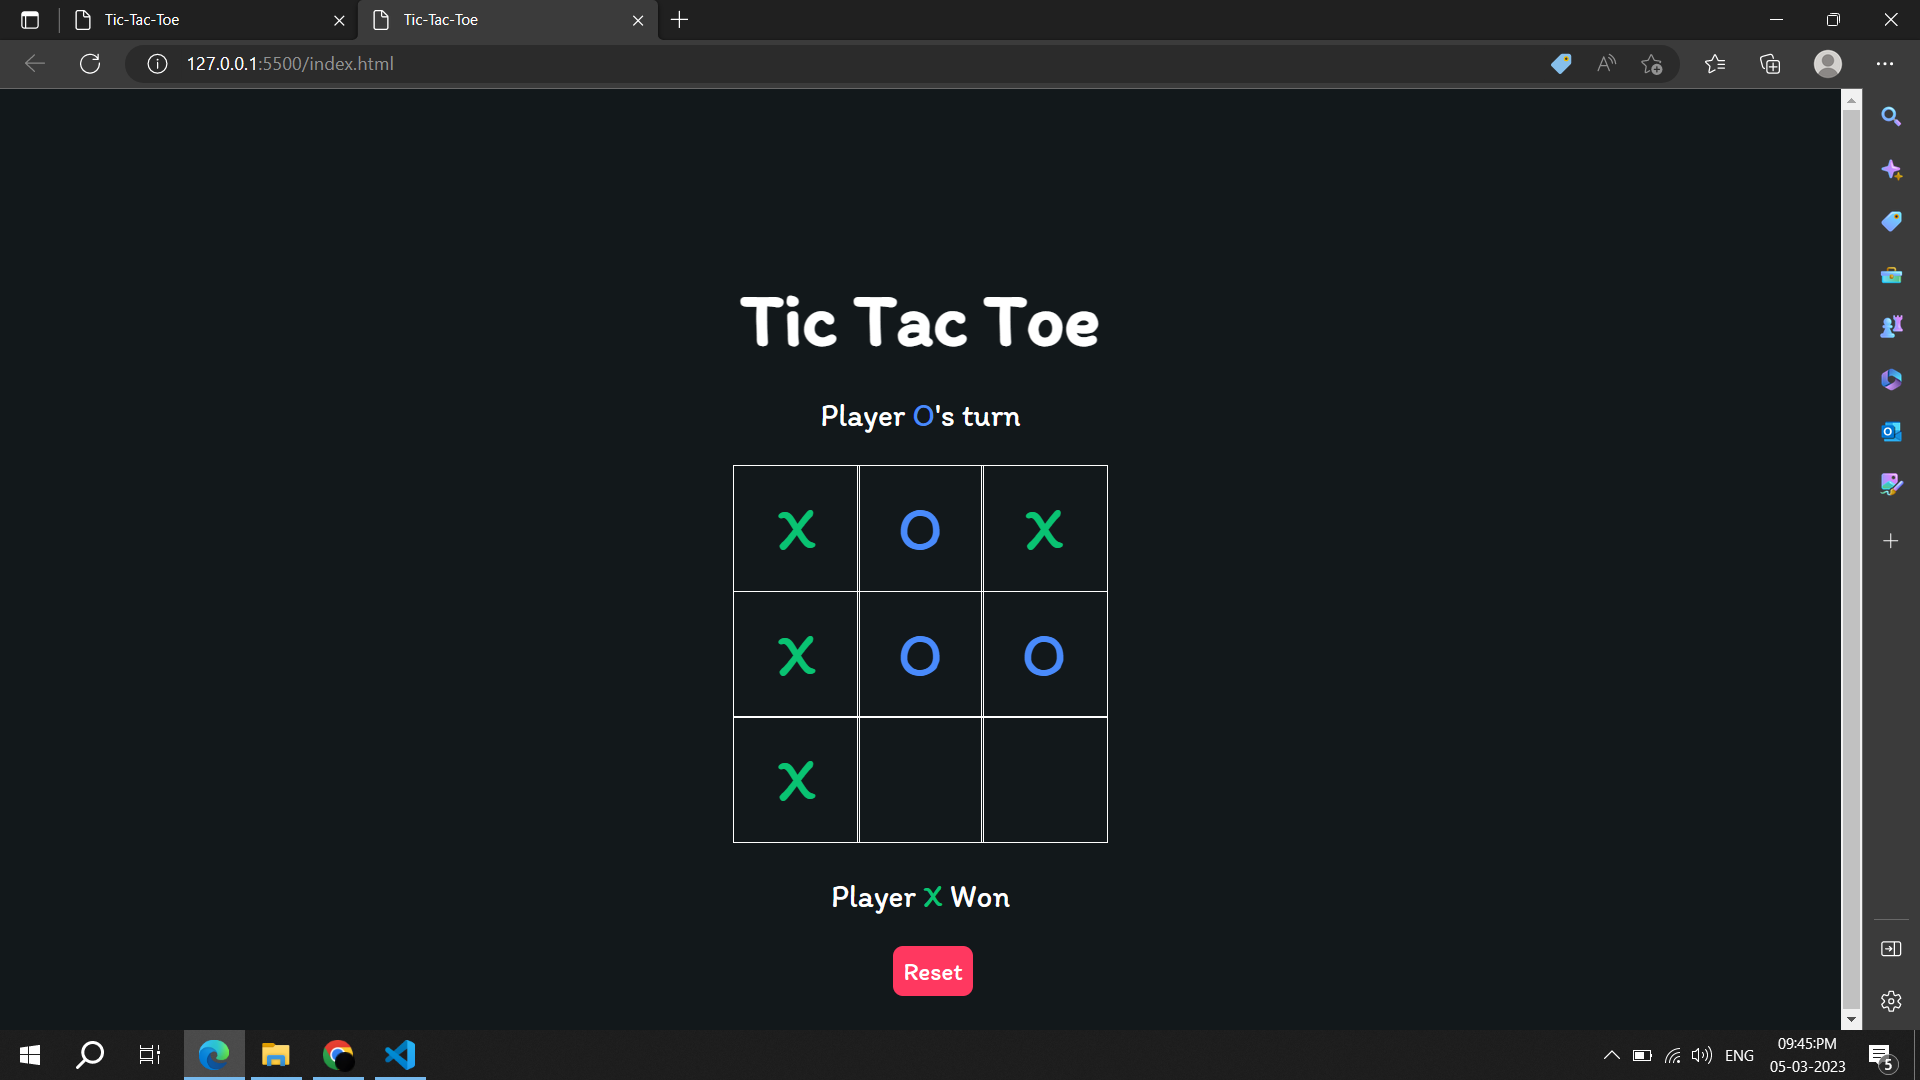 Tic-Tac-Toe
Tic-Tac-Toe
127.0.0.1:5500/index.html
Tic Tac Toe
Player O's turn
X O X
X O O
X
Player X Won
Reset
ENG
09:45:PM
05-03-2023
5